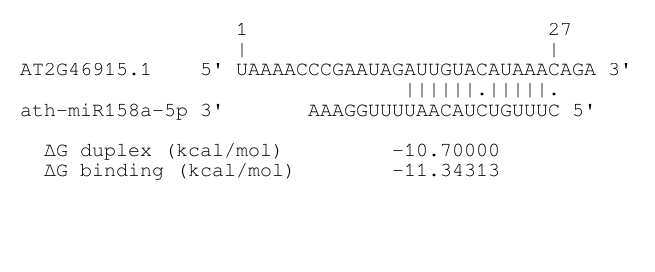 1 27
| |
AT2G46915.1 5' UAAAACCCGAAUAGAUUGUACAUAAACAGA 3'
||||||.|||||.
ath-miR158a-5p 3' AAAGGUUUUAACAUCUGUUUC 5'
ΔG duplex (kcal/mol) -10.70000
ΔG binding (kcal/mol) -11.34313